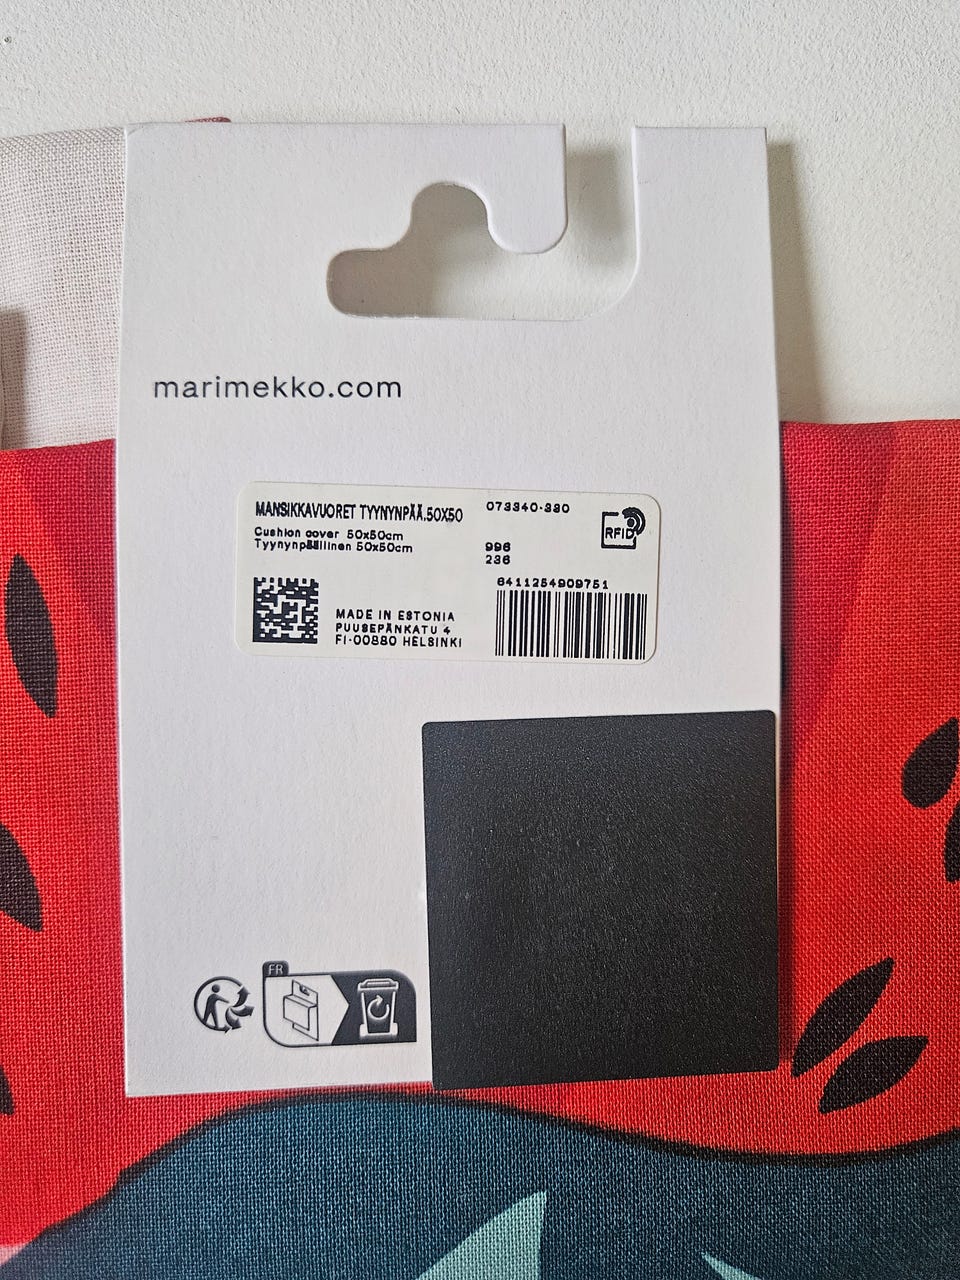 marimekko.com
MANSIKKAVUORET TYYNYNPÄÄ.50X50
073340-330
Cushion cover 50x50cm
Tyynynpäällinen 50x50cm
996
236
RFID
6411254909751
MADE IN ESTONIA
PUUSEPÄNKATU 4
FI-00880 HELSINKI
FR